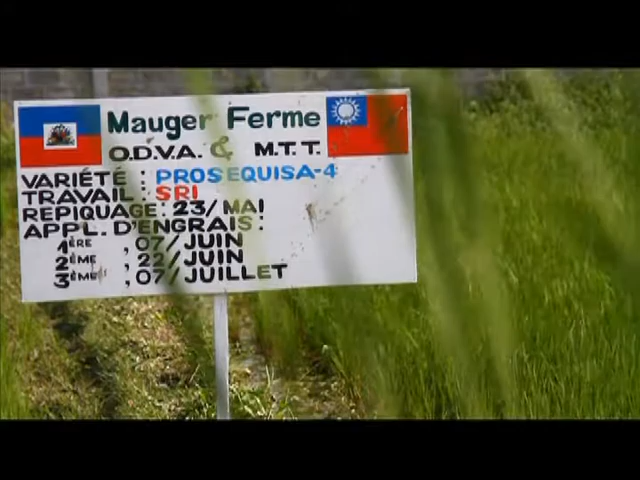 Mauger Ferme
O.D.V.A. & M.T.T.
VARIÉTÉ : PROSEQUISA-4
TRAVAIL : SRI
REPIQUAGE: 23/MAI
APPL. D'ENGRAIS:
1ÈRE , 07/JUIN
2ÈME , 22/JUIN
3ÈME , 07/JUILLET